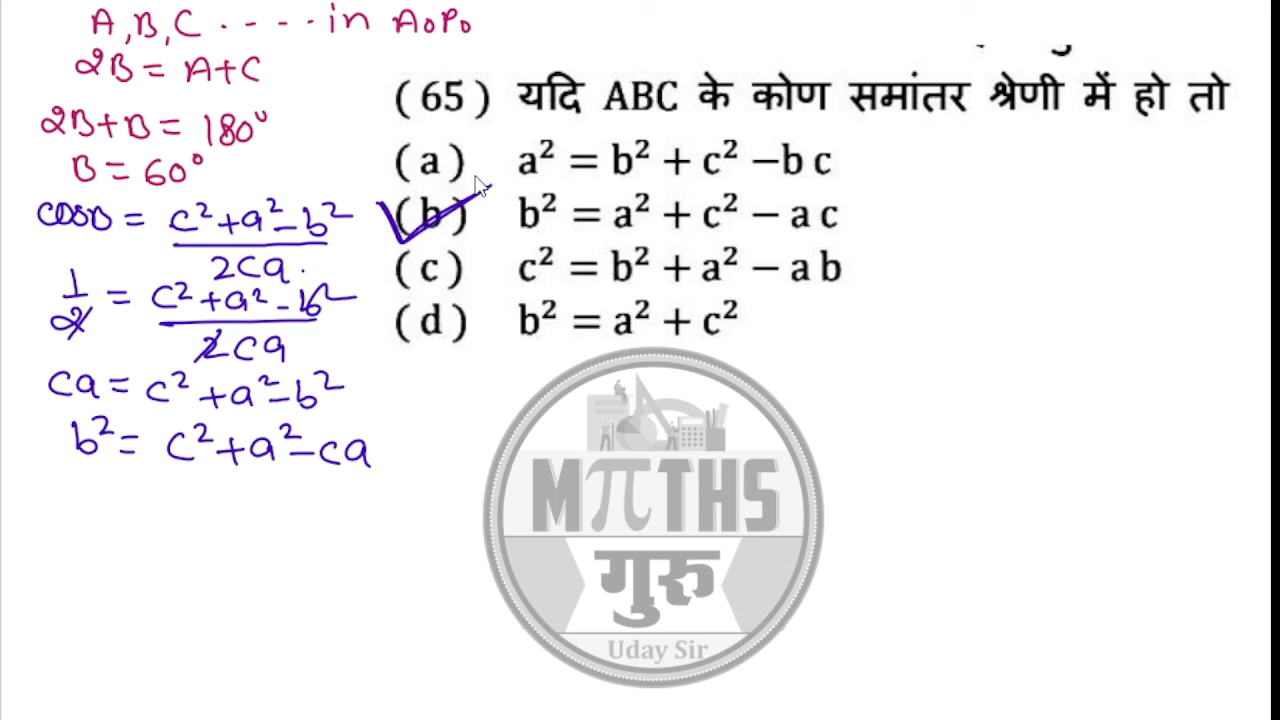 A,B,C ····· in A.P.
2B = A+C
2B+B = 180°
B = 60°
cosB = c²+a²-b² / 2ca.
1/2 = c²+a²-b² / 2ca
ca = c²+a²-b²
b² = c²+a²-ca
(65) यदि ABC के कोण समांतर श्रेणी में हो तो
(a) a² = b² + c² −b c
(b) b² = a² + c² − a c
(c) c² = b² + a² − a b
(d) b² = a² + c²
MπTHS
गुरु
Uday Sir